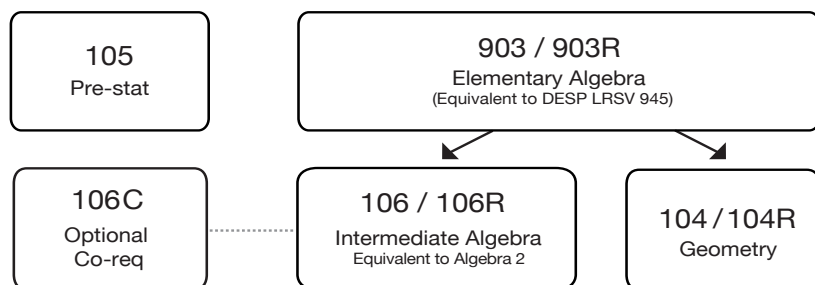 105
Pre-stat
903 / 903R
Elementary Algebra
(Equivalent to DESP LRSV 945)
106C
Optional
Co-req
106 / 106R
Intermediate Algebra
Equivalent to Algebra 2
104 / 104R
Geometry